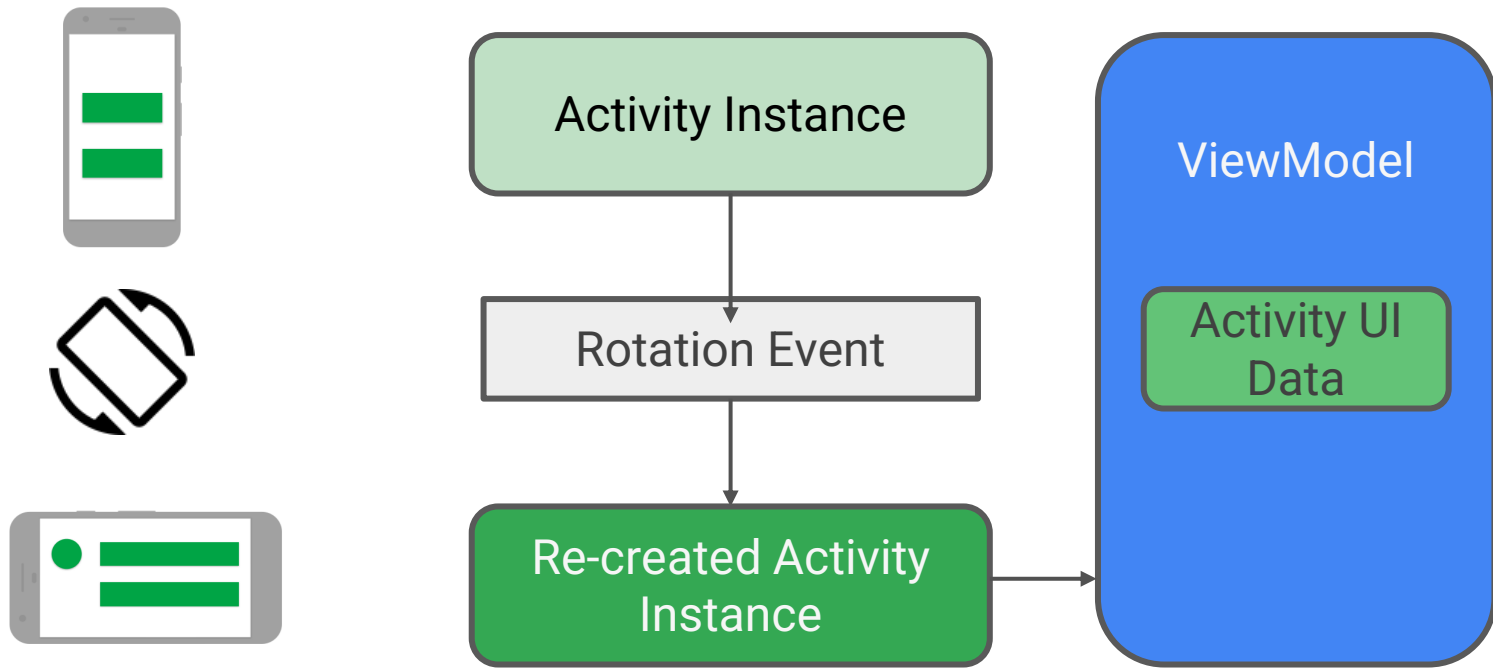 Activity Instance
ViewModel
Rotation Event
Activity UI
Data
Re-created Activity
Instance